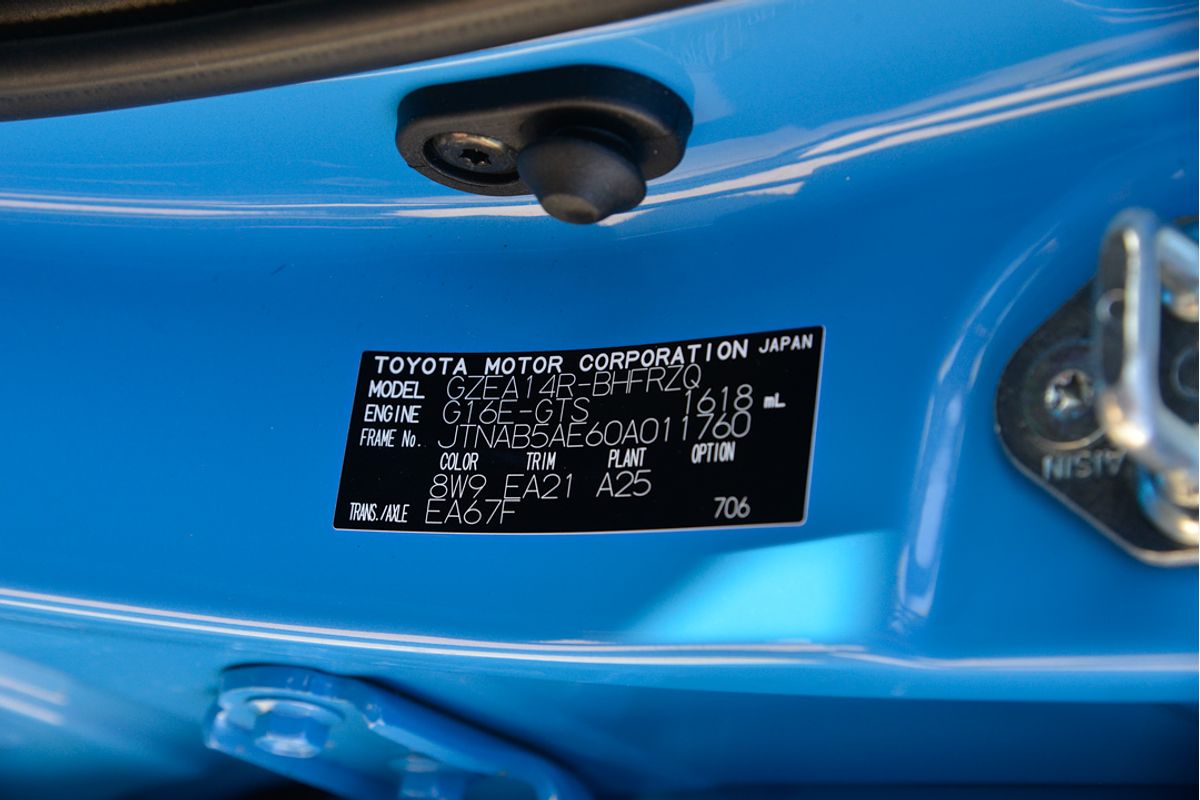 TOYOTA MOTOR CORPORATION JAPAN
MODEL GZEA14R-BHFRZQ
ENGINE G16E-GTS 1618 mL
FRAME No. JTNAB5AE60A011760
COLOR TRIM PLANT OPTION
8W9 EA21 A25
TRANS./AXLE EA67F 706
AISIN